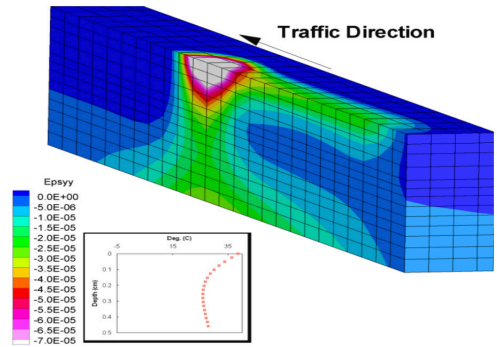 Traffic Direction
Epsyy
0.0E+00
-5.0E-06
-1.0E-05
-1.5E-05
-2.0E-05
-2.5E-05
-3.0E-05
-3.5E-05
-4.0E-05
-4.5E-05
-5.0E-05
-5.5E-05
-6.0E-05
-6.5E-05
-7.0E-05
Deg. (C)
-5 15 35
Depth (cm)
0
0.1
0.2
0.3
0.4
0.5